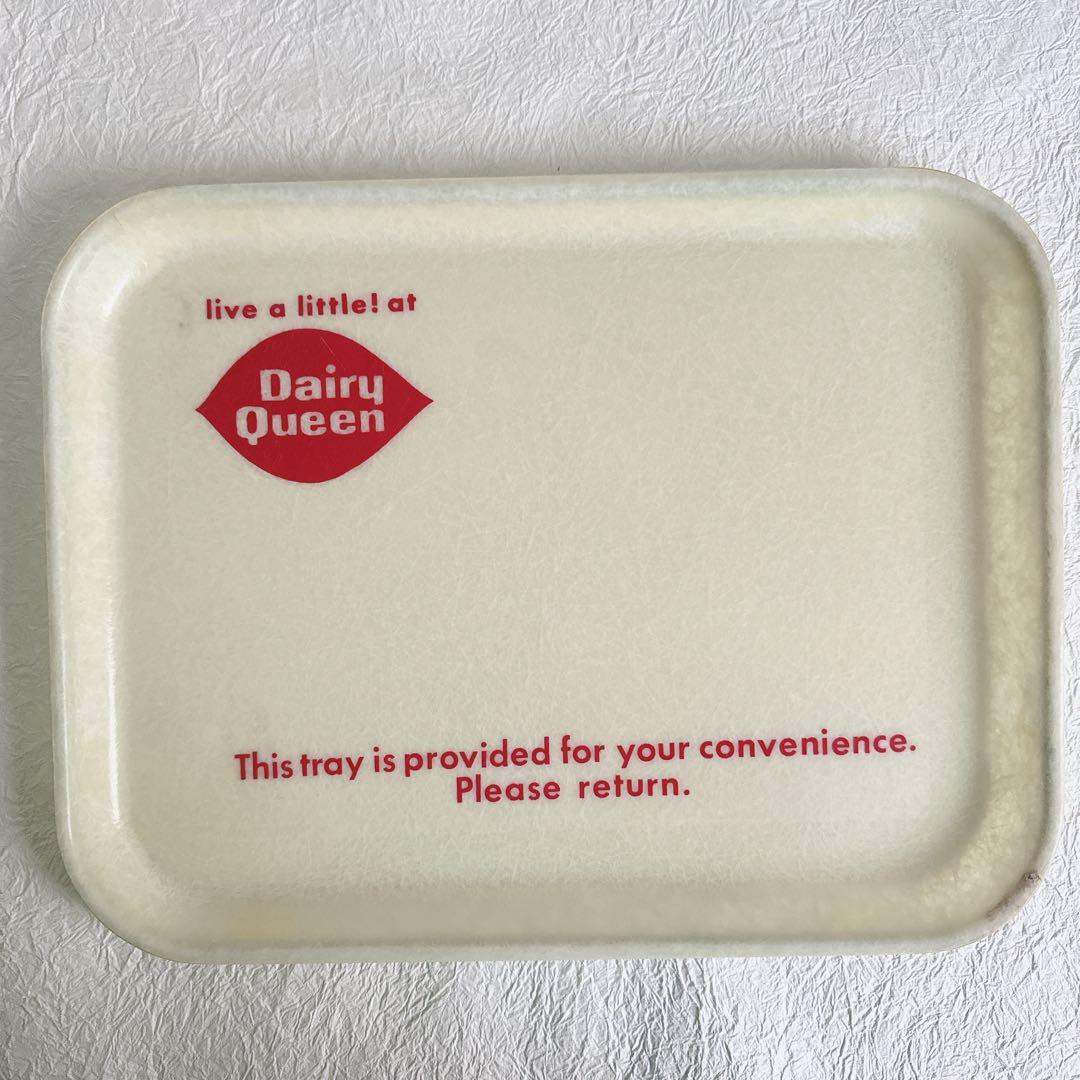 live a little! at
Dairy
Queen
This tray is provided for your convenience.
Please return.